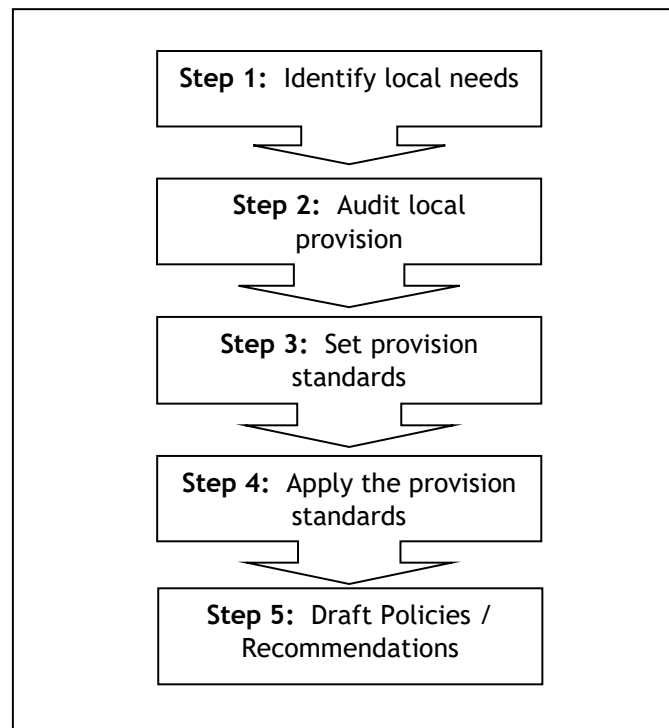 Step 1: Identify local needs
Step 2: Audit local
provision
Step 3: Set provision
standards
Step 4: Apply the provision
standards
Step 5: Draft Policies /
Recommendations